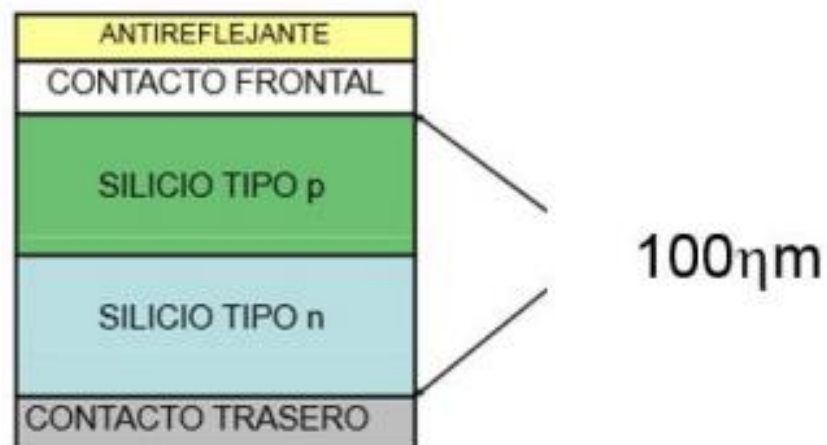 ANTIREFLEJANTE
CONTACTO FRONTAL
SILICIO TIPO p
100ηm
SILICIO TIPO n
CONTACTO TRASERO